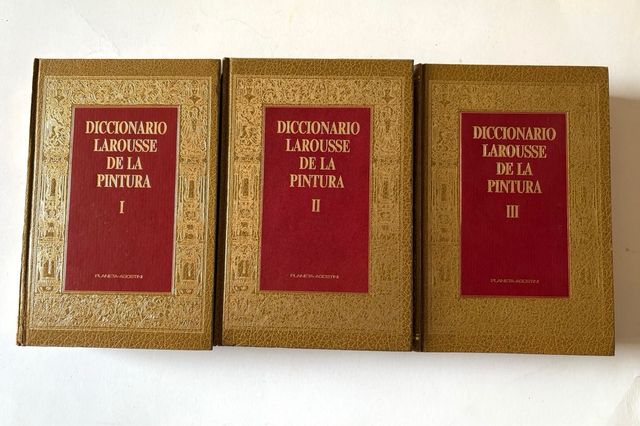 DICCIONARIO
LAROUSSE
DE LA
PINTURA
I
PLANETA-AGOSTINI
DICCIONARIO
LAROUSSE
DE LA
PINTURA
II
PLANETA-AGOSTINI
DICCIONARIO
LAROUSSE
DE LA
PINTURA
III
PLANETA-AGOSTINI